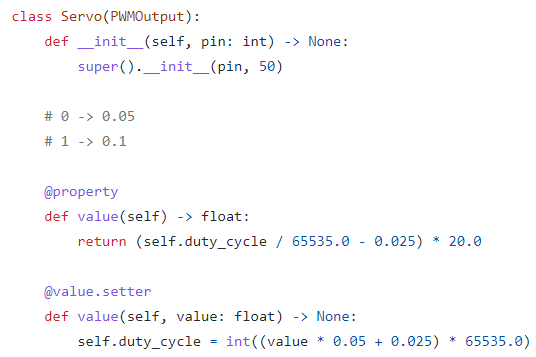 class Servo(PWMOutput):
    def __init__(self, pin: int) -> None:
        super().__init__(pin, 50)

    # 0 -> 0.05
    # 1 -> 0.1

    @property
    def value(self) -> float:
        return (self.duty_cycle / 65535.0 - 0.025) * 20.0

    @value.setter
    def value(self, value: float) -> None:
        self.duty_cycle = int((value * 0.05 + 0.025) * 65535.0)